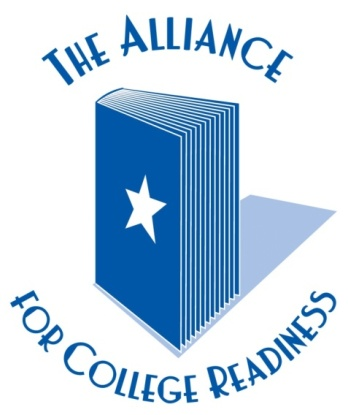 THE ALLIANCE
FOR COLLEGE READINESS